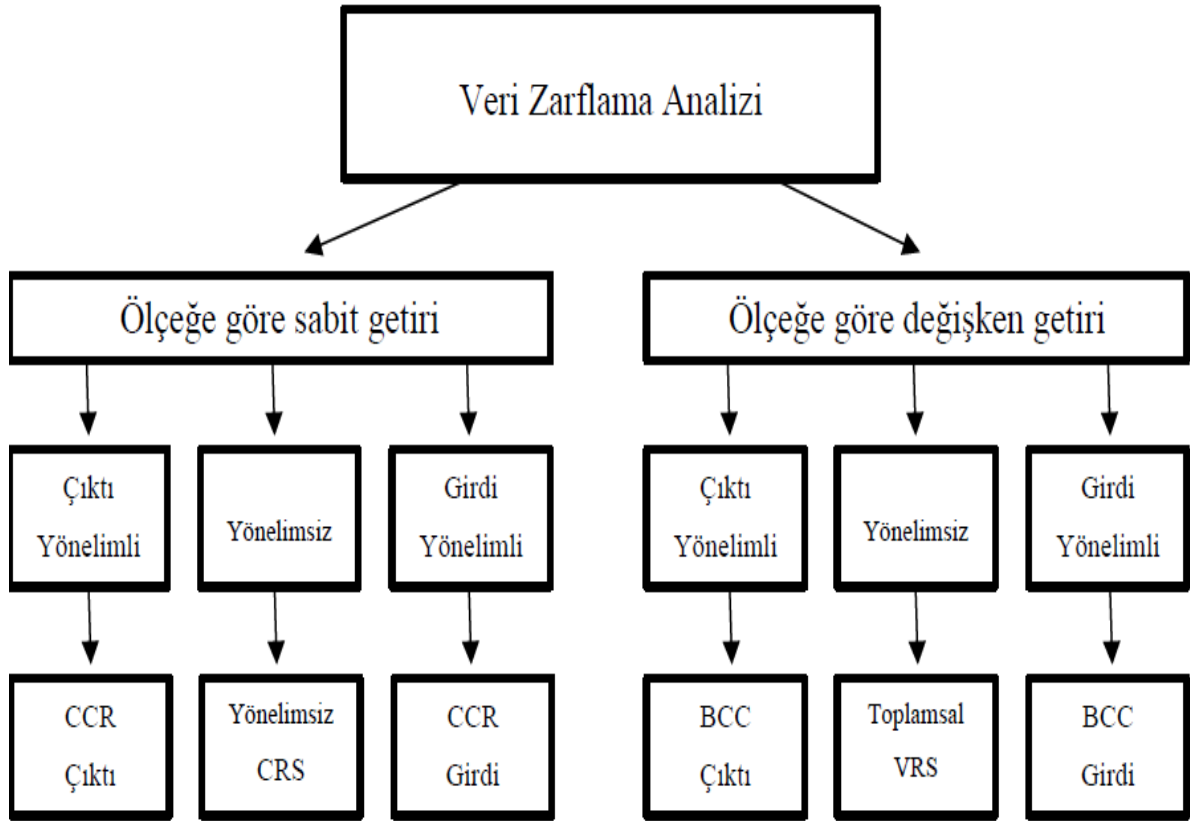 Veri Zarflama Analizi
Ölçeğe göre sabit getiri
Ölçeğe göre değişken getiri
Çıktı
Yönelimli
Yönelimsiz
Girdi
Yönelimli
Çıktı
Yönelimli
Yönelimsiz
Girdi
Yönelimli
CCR
Çıktı
Yönelimsiz
CRS
CCR
Girdi
BCC
Çıktı
Toplamsal
VRS
BCC
Girdi